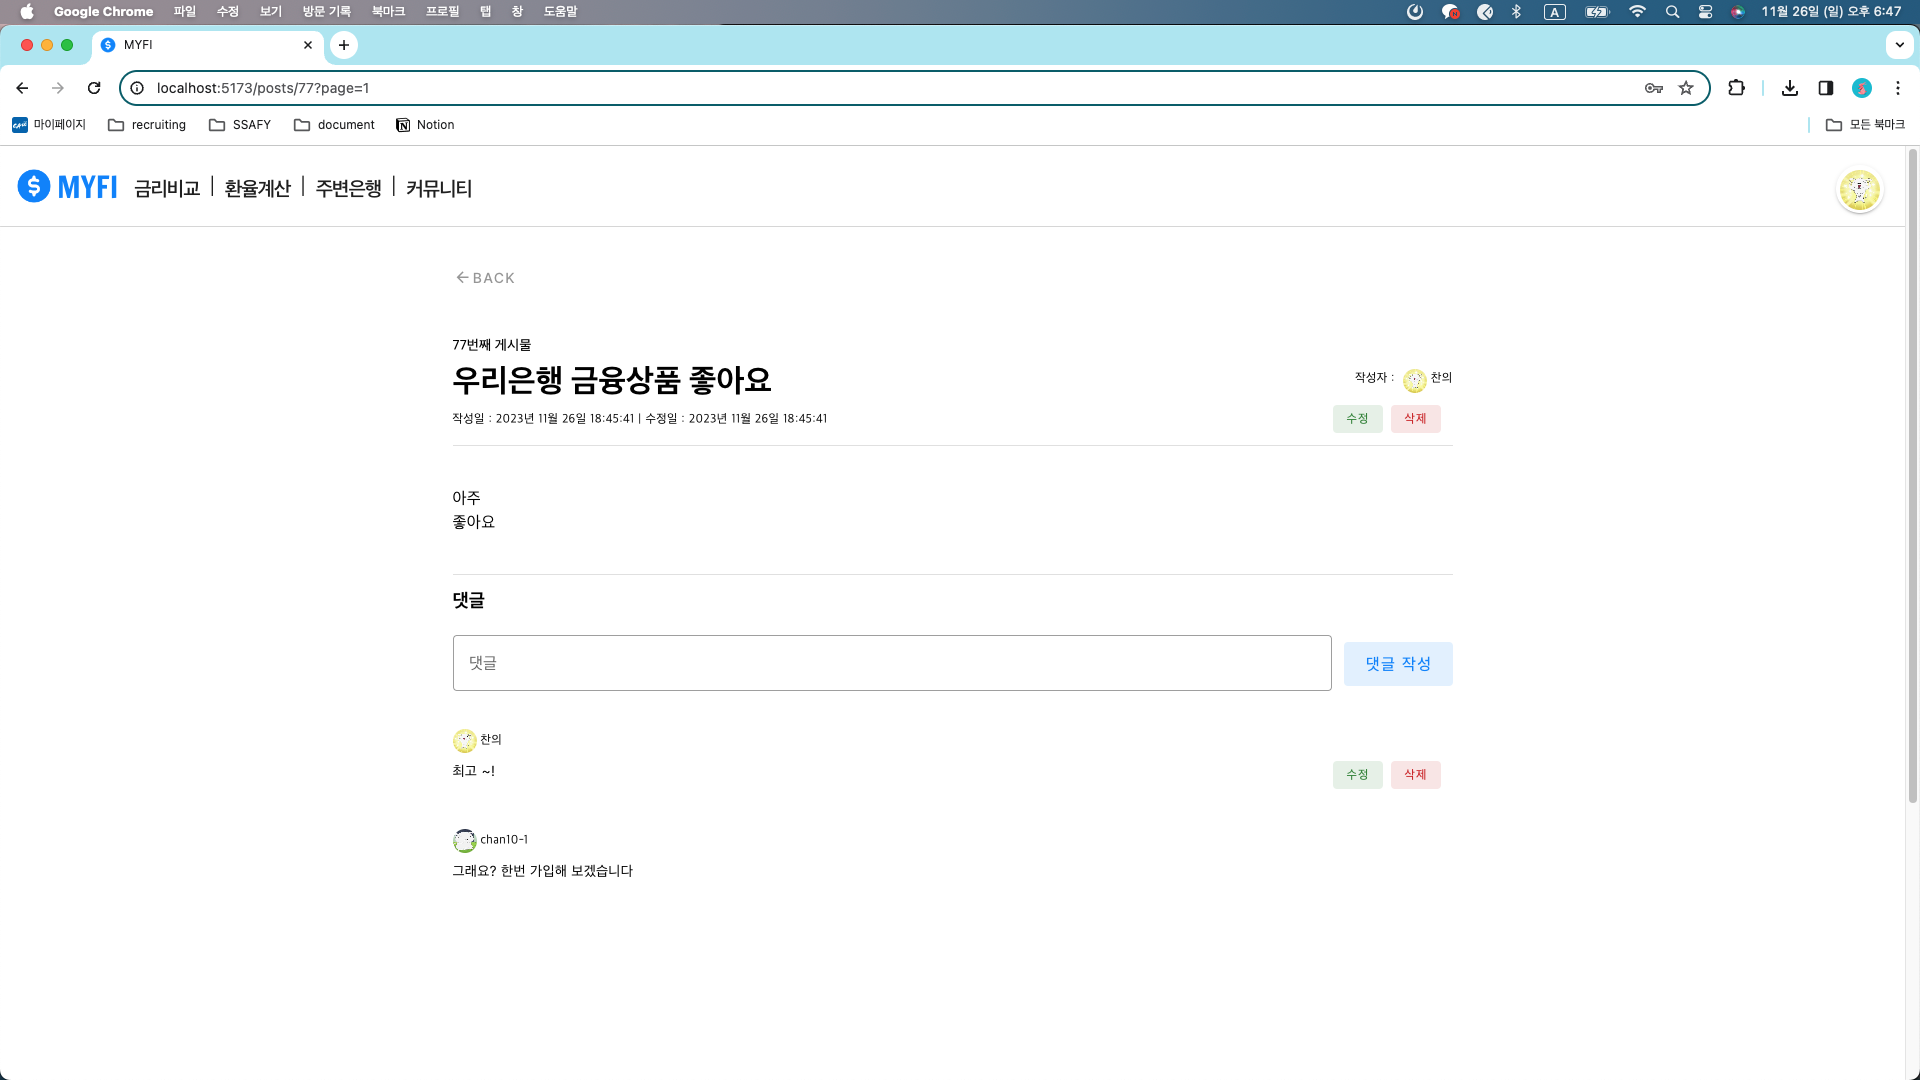 Google Chrome 파일 수정 보기 방문 기록 북마크 프로필 탭 창 도움말 A 11월 26일 (일) 오후 6:47
MYFI
localhost:5173/posts/77?page=1
마이페이지 recruiting SSAFY document Notion 모든 북마크
MYFI 금리비교 | 환율계산 | 주변은행 | 커뮤니티
BACK
77번째 게시물
우리은행 금융상품 좋아요
작성자 : 찬의
작성일 : 2023년 11월 26일 18:45:41 | 수정일 : 2023년 11월 26일 18:45:41
수정 삭제
아주
좋아요
댓글
댓글
댓글 작성
찬의
최고 ~!
수정 삭제
chan10-1
그래요? 한번 가입해 보겠습니다